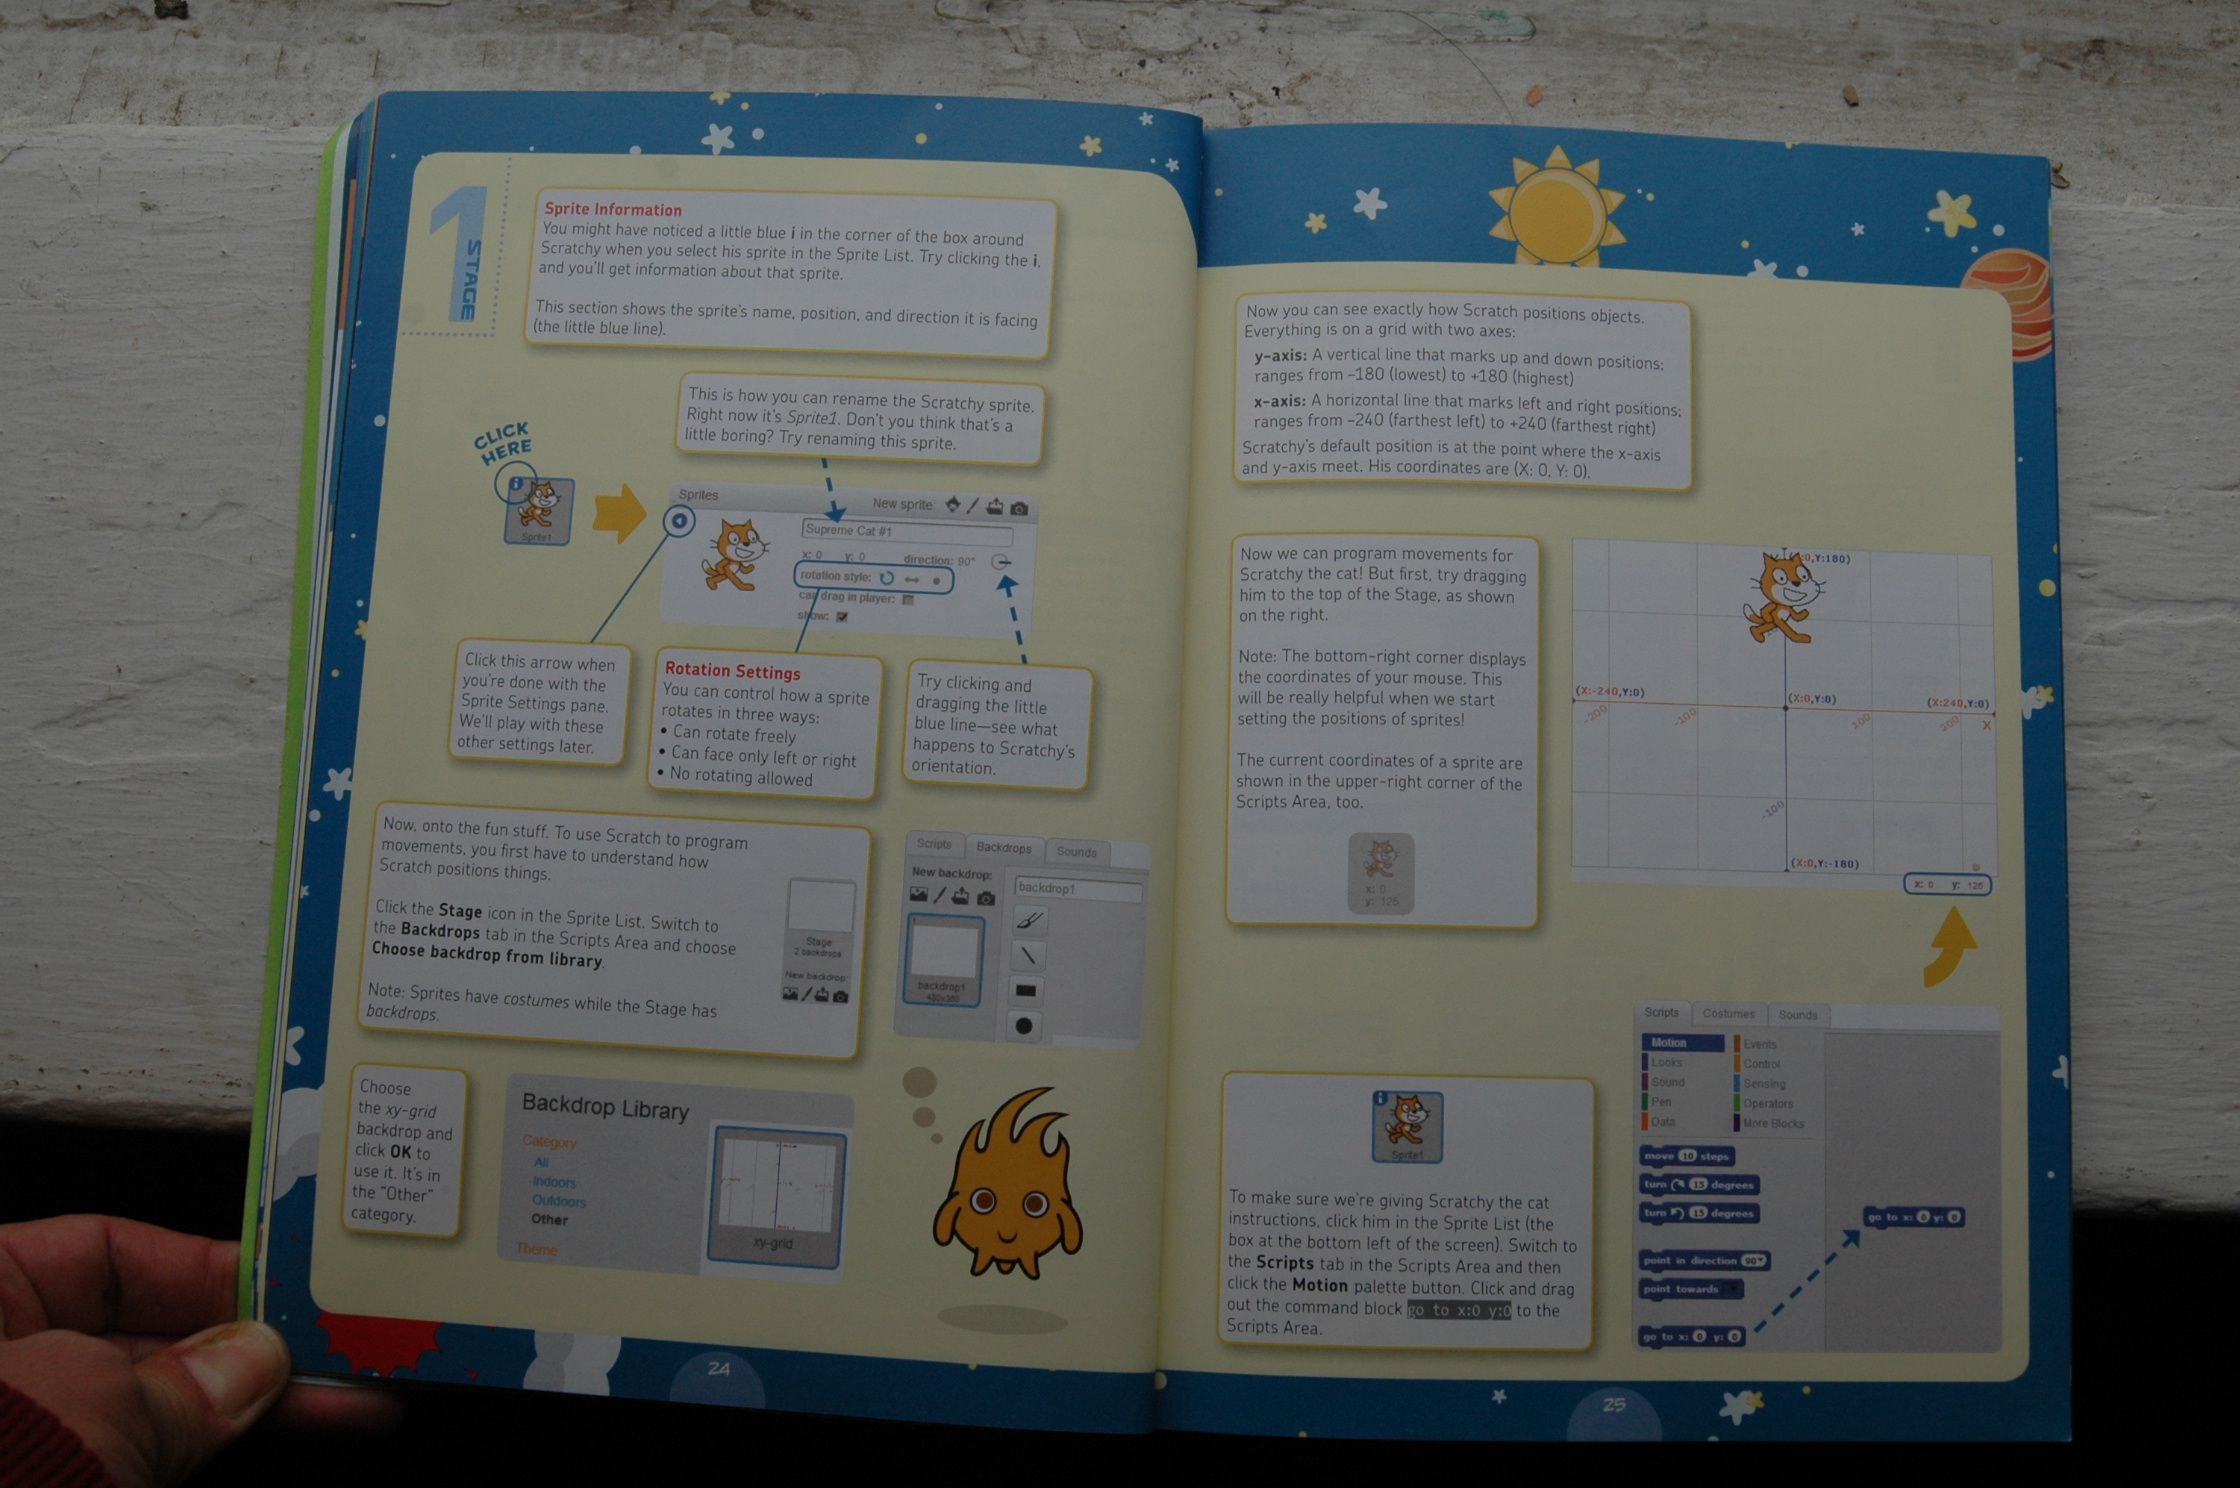 1
STAGE
Sprite Information
You might have noticed a little blue i in the corner of the box around
Scratchy when you select his sprite in the Sprite List. Try clicking the i,
and you'll get information about that sprite.
This section shows the sprite's name, position, and direction it is facing
(the little blue line).
This is how you can rename the Scratchy sprite.
Right now it's Sprite1. Don't you think that's a
little boring? Try renaming this sprite.
CLICK
HERE
i
Sprite1
Sprites
New sprite:
Supreme Cat #1
x: 0 y: 0 direction: 90°
rotation style:
can drag in player:
show:
Click this arrow when
you're done with the
Sprite Settings pane.
We'll play with these
other settings later.
Rotation Settings
You can control how a sprite
rotates in three ways:
• Can rotate freely
• Can face only left or right
• No rotating allowed
Try clicking and
dragging the little
blue line—see what
happens to Scratchy's
orientation.
Now, onto the fun stuff. To use Scratch to program
movements, you first have to understand how
Scratch positions things.
Click the Stage icon in the Sprite List. Switch to
the Backdrops tab in the Scripts Area and choose
Choose backdrop from library.
Note: Sprites have costumes while the Stage has
backdrops.
Stage
2 backdrops
New backdrop:
Scripts Backdrops Sounds
New backdrop:
backdrop1
1
backdrop1
480x360
Choose
the xy-grid
backdrop and
click OK to
use it. It's in
the "Other"
category.
Backdrop Library
Category
All
Indoors
Outdoors
Other
Theme
xy-grid
24
Now you can see exactly how Scratch positions objects.
Everything is on a grid with two axes:
y-axis: A vertical line that marks up and down positions;
ranges from –180 (lowest) to +180 (highest)
x-axis: A horizontal line that marks left and right positions;
ranges from –240 (farthest left) to +240 (farthest right)
Scratchy's default position is at the point where the x-axis
and y-axis meet. His coordinates are (X: 0, Y: 0).
Now we can program movements for
Scratchy the cat! But first, try dragging
him to the top of the Stage, as shown
on the right.
Note: The bottom-right corner displays
the coordinates of your mouse. This
will be really helpful when we start
setting the positions of sprites!
The current coordinates of a sprite are
shown in the upper-right corner of the
Scripts Area, too.
x: 0
y: 125
:0,Y:180)
(X:-240,Y:0)
(X:0,Y:0)
(X:240,Y:0)
-200
-100
100
200
X
-100
(X:0,Y:-180)
x: 0 y: 125
i
Sprite1
To make sure we're giving Scratchy the cat
instructions, click him in the Sprite List (the
box at the bottom left of the screen). Switch to
the Scripts tab in the Scripts Area and then
click the Motion palette button. Click and drag
out the command block go to x:0 y:0 to the
Scripts Area.
Scripts Costumes Sounds
Motion Events
Looks Control
Sound Sensing
Pen Operators
Data More Blocks
move 10 steps
turn 15 degrees
turn 15 degrees
point in direction 90
point towards
go to x: 0 y: 0
go to x: 0 y: 0
25